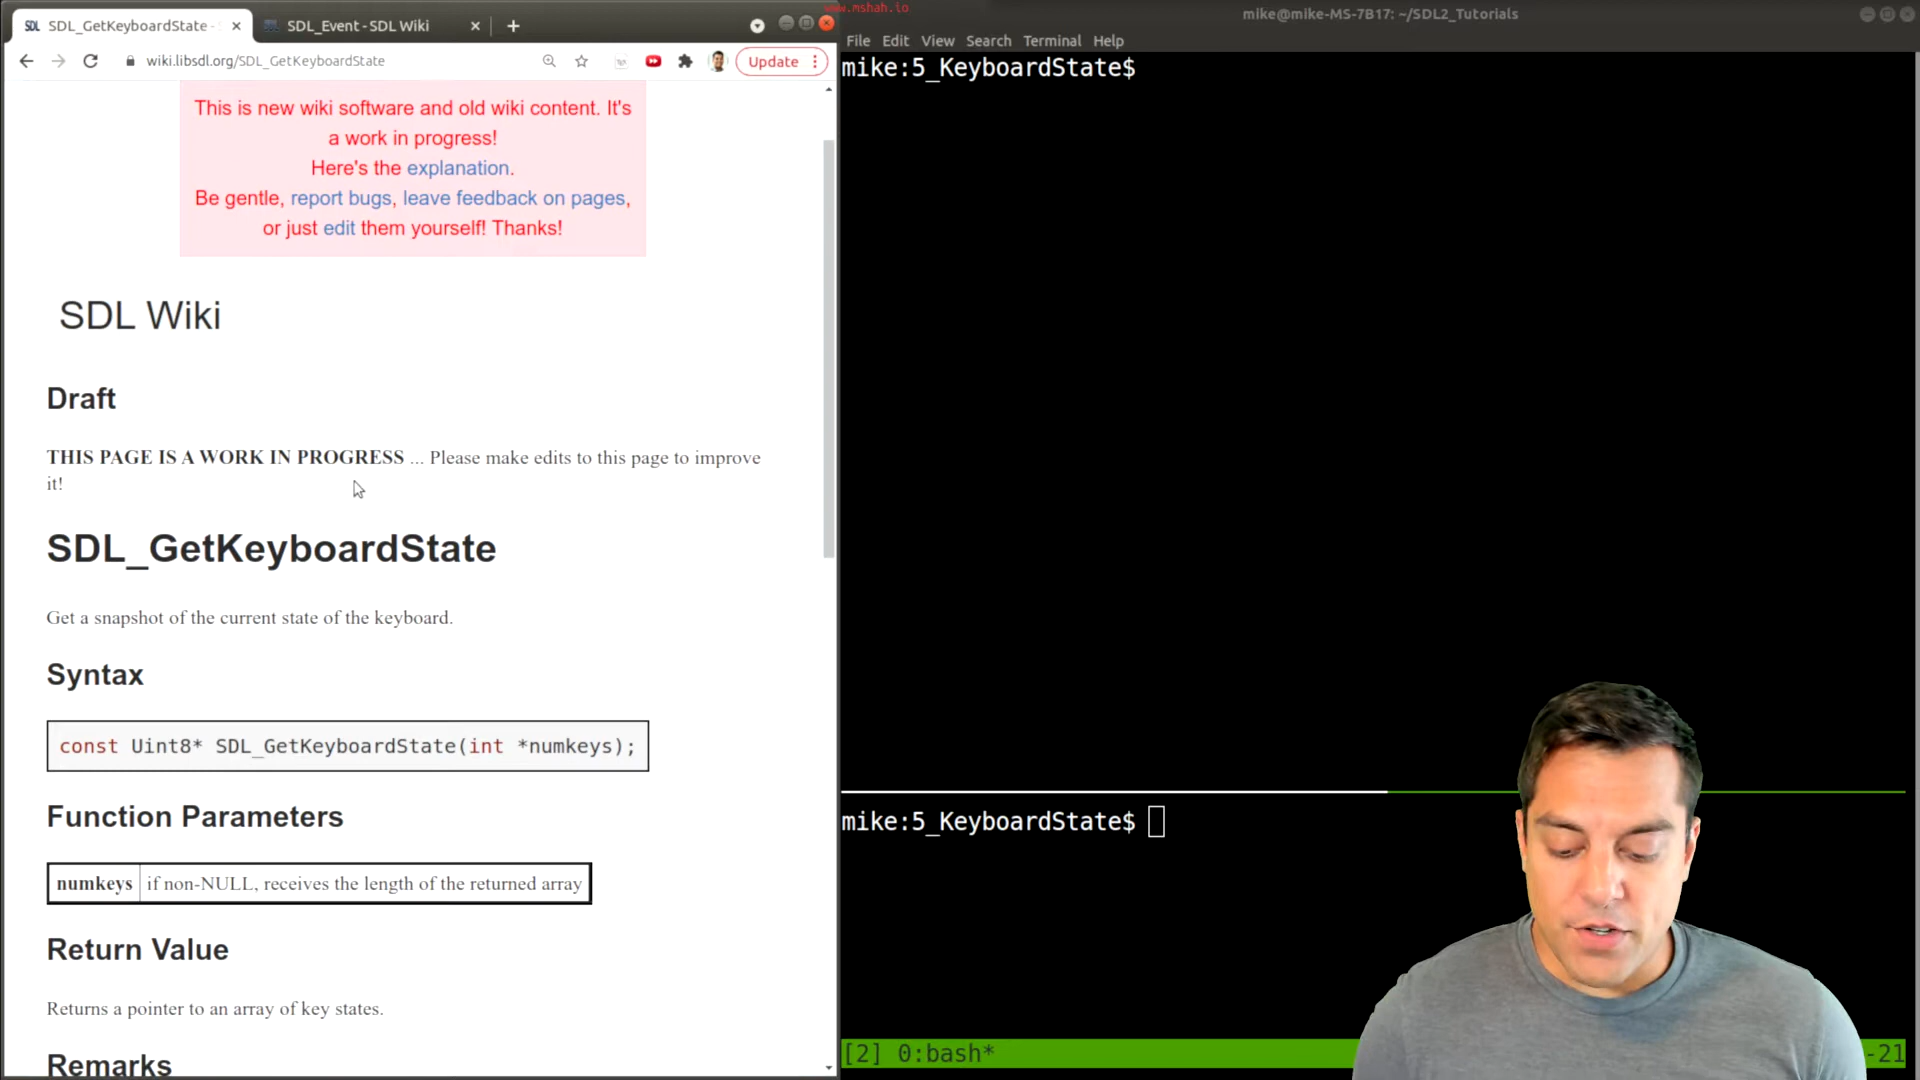 SDL SDL_GetKeyboardState - SDL_Event - SDL Wiki
wiki.libsdl.org/SDL_GetKeyboardState Update
This is new wiki software and old wiki content. It's
a work in progress!
Here's the explanation.
Be gentle, report bugs, leave feedback on pages,
or just edit them yourself! Thanks!
SDL Wiki
Draft
THIS PAGE IS A WORK IN PROGRESS ... Please make edits to this page to improve
it!
SDL_GetKeyboardState
Get a snapshot of the current state of the keyboard.
Syntax
const Uint8* SDL_GetKeyboardState(int *numkeys);
Function Parameters
numkeys if non-NULL, receives the length of the returned array
Return Value
Returns a pointer to an array of key states.
Remarks
www.mshah.io
mike@mike-MS-7B17: ~/SDL2_Tutorials
File Edit View Search Terminal Help
mike:5_KeyboardState$
mike:5_KeyboardState$
[2] 0:bash* -21